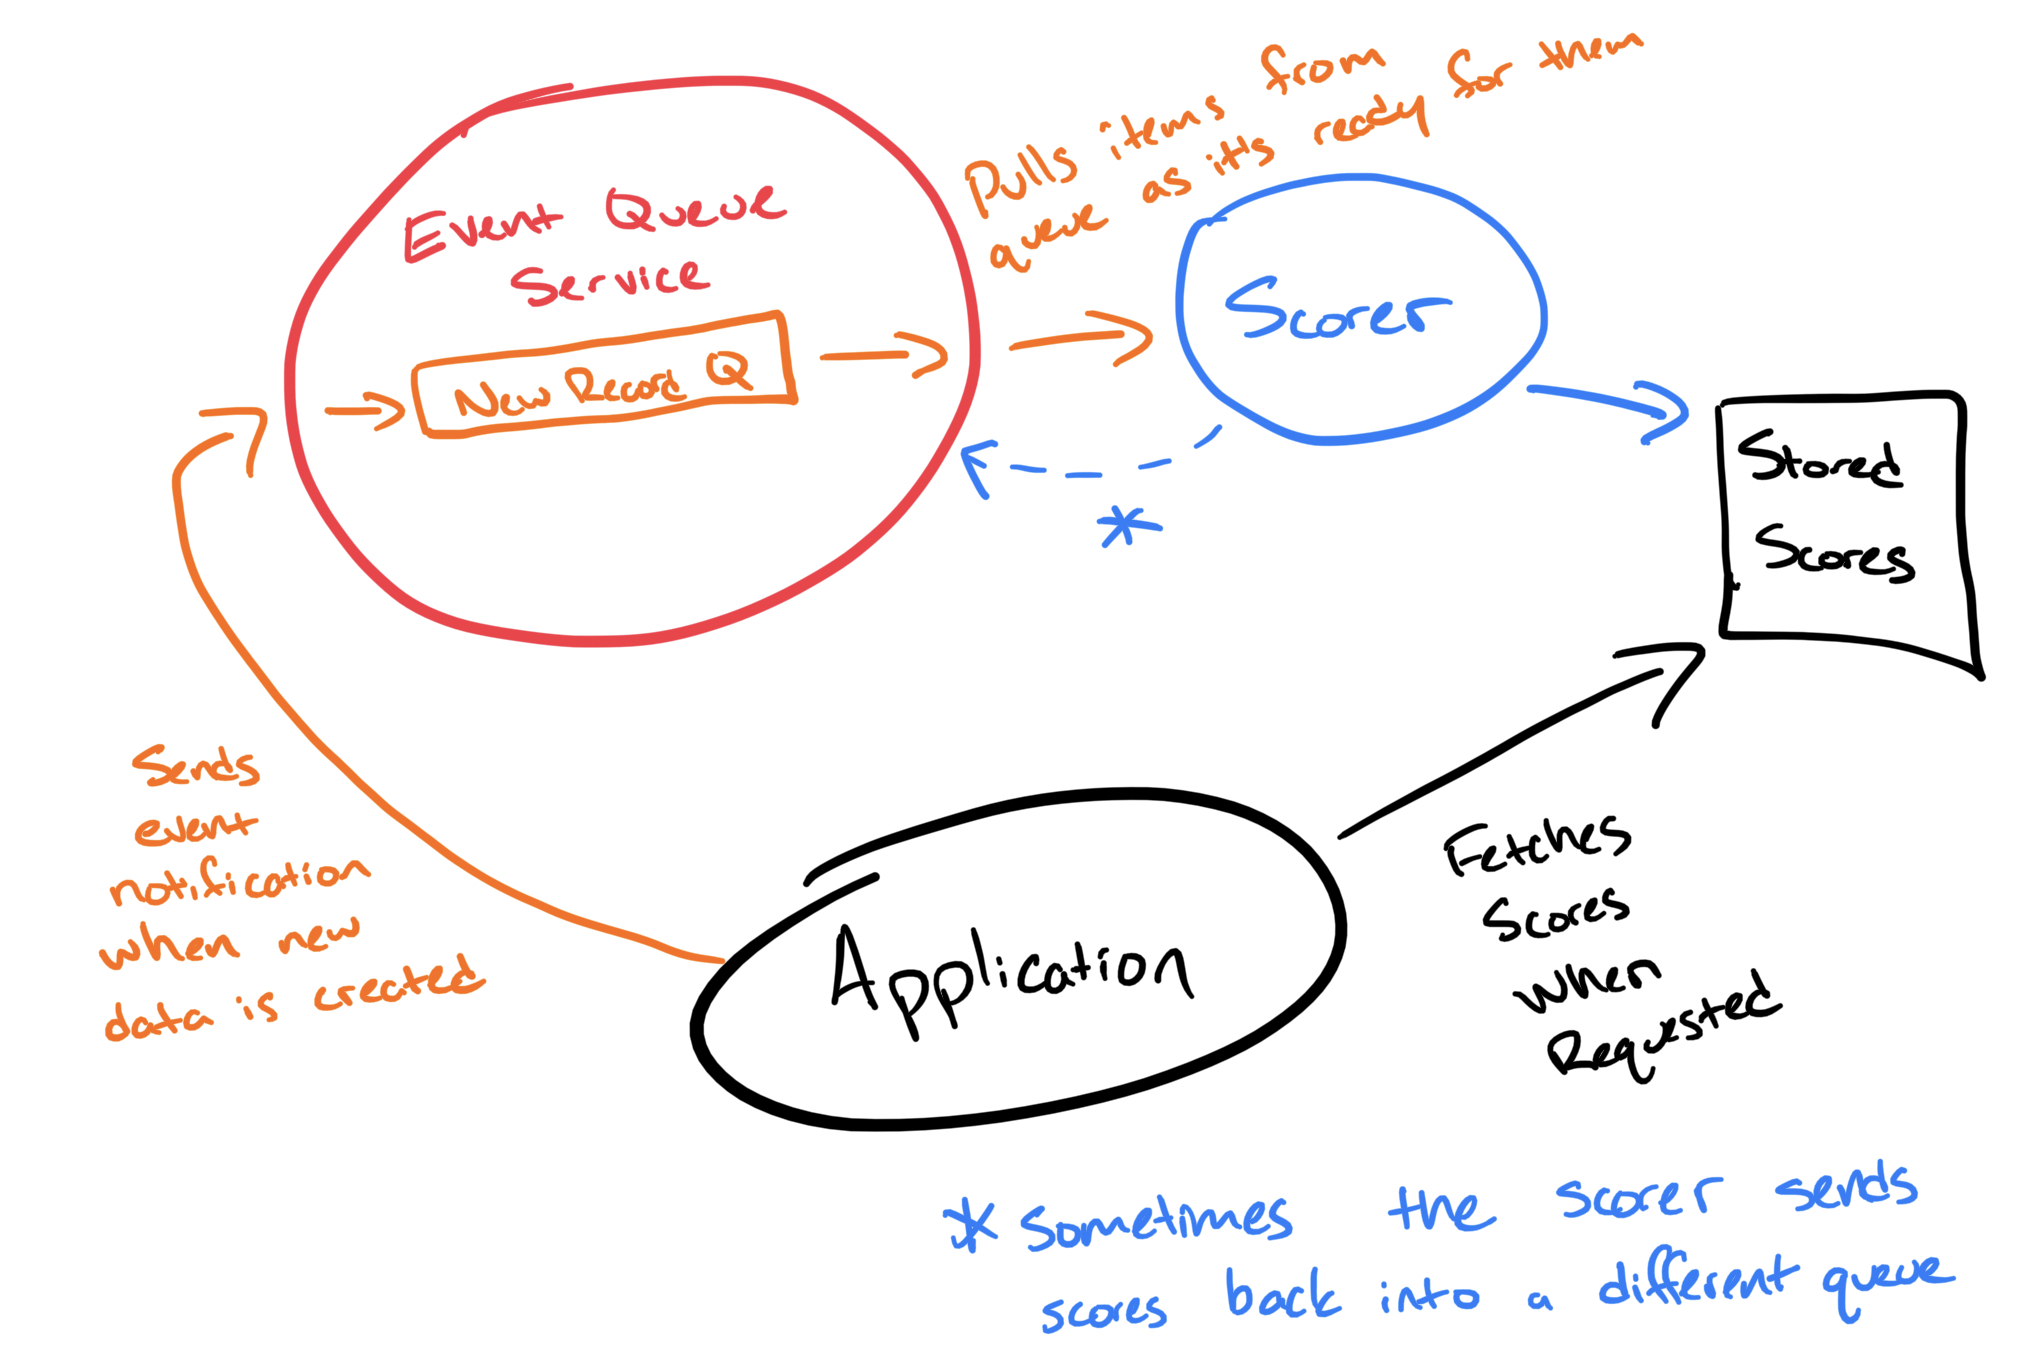 Pulls items from
queue as it's ready for them
Event Queue
Service
New Record Q
Scorer
*
Stored
Scores
Sends
event
notification
when new
data is created
Application
Fetches
Scores
when
Requested
* Sometimes the scorer sends
scores back into a different queue